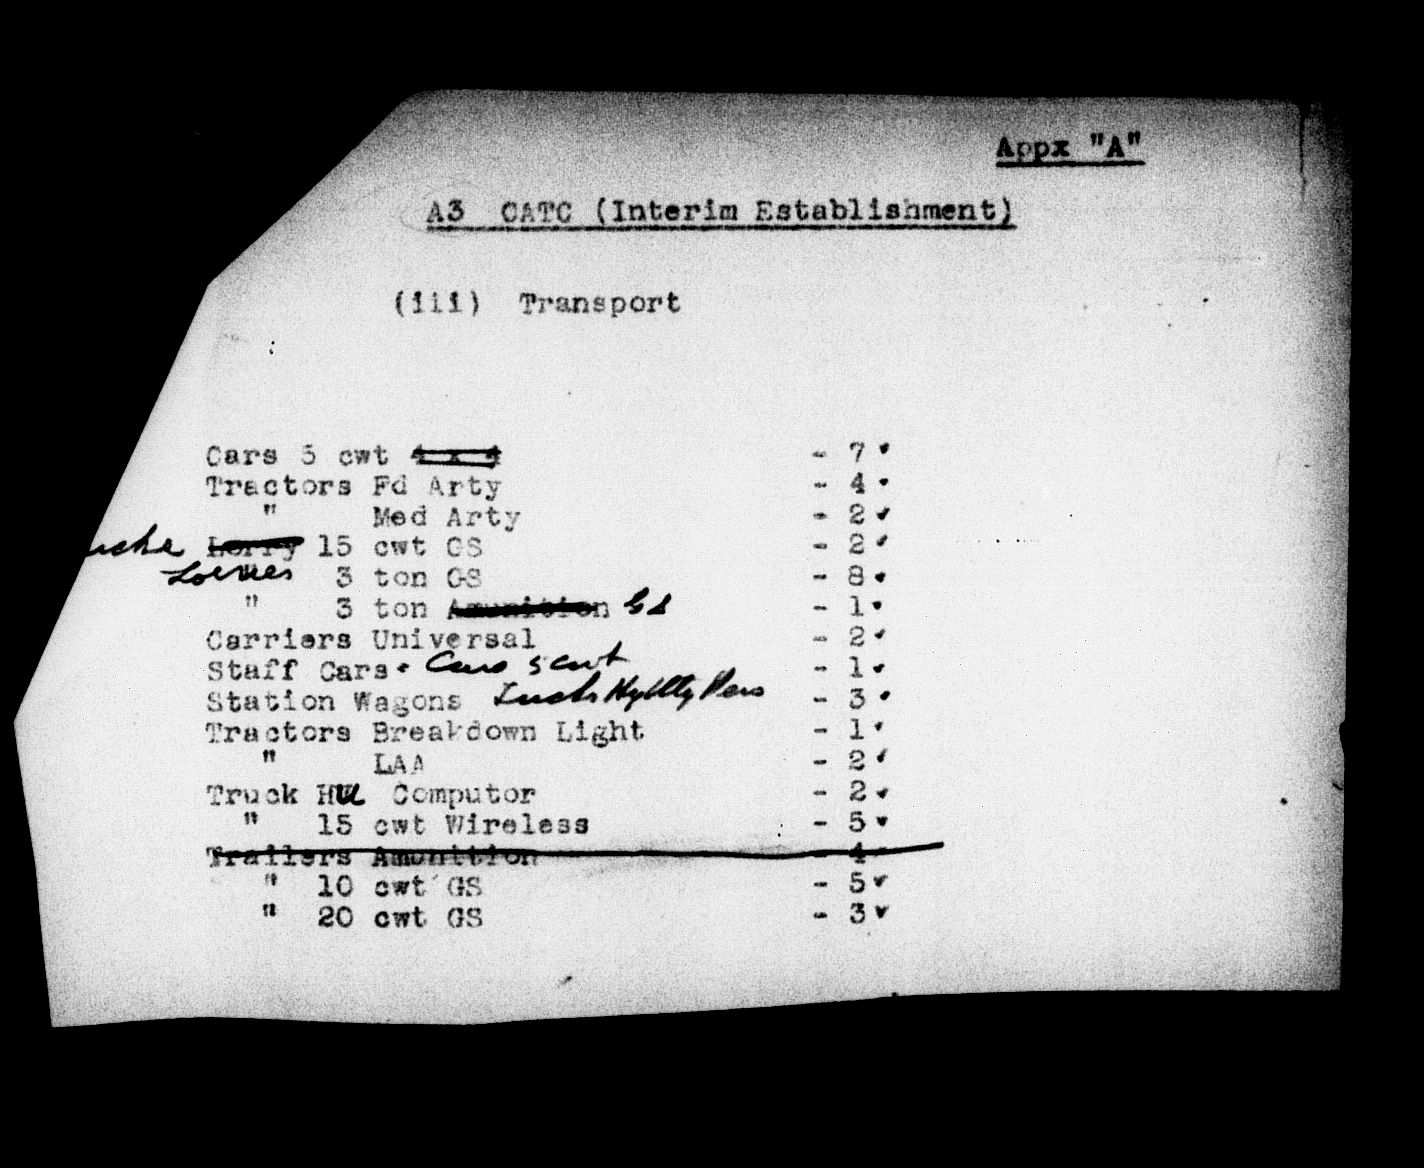 Appx "A"
A3 CATC (Interim Establishment)
(iii) Transport
Cars 5 cwt 4 x 4 - 7
Tractors Fd Arty - 4
" Med Arty - 2
Lorry 15 cwt GS - 2
Lorries 3 ton GS - 8
" 3 ton Amunition GS - 1
Carriers Universal - 2
Staff Cars. Cars 5 cwt - 1
Station Wagons - 3
Tractors Breakdown Light - 1
" LAA - 2
Truck HU Computor - 2
" 15 cwt Wireless - 5
Trailers Amunition - 4
" 10 cwt GS - 5
" 20 cwt GS - 3